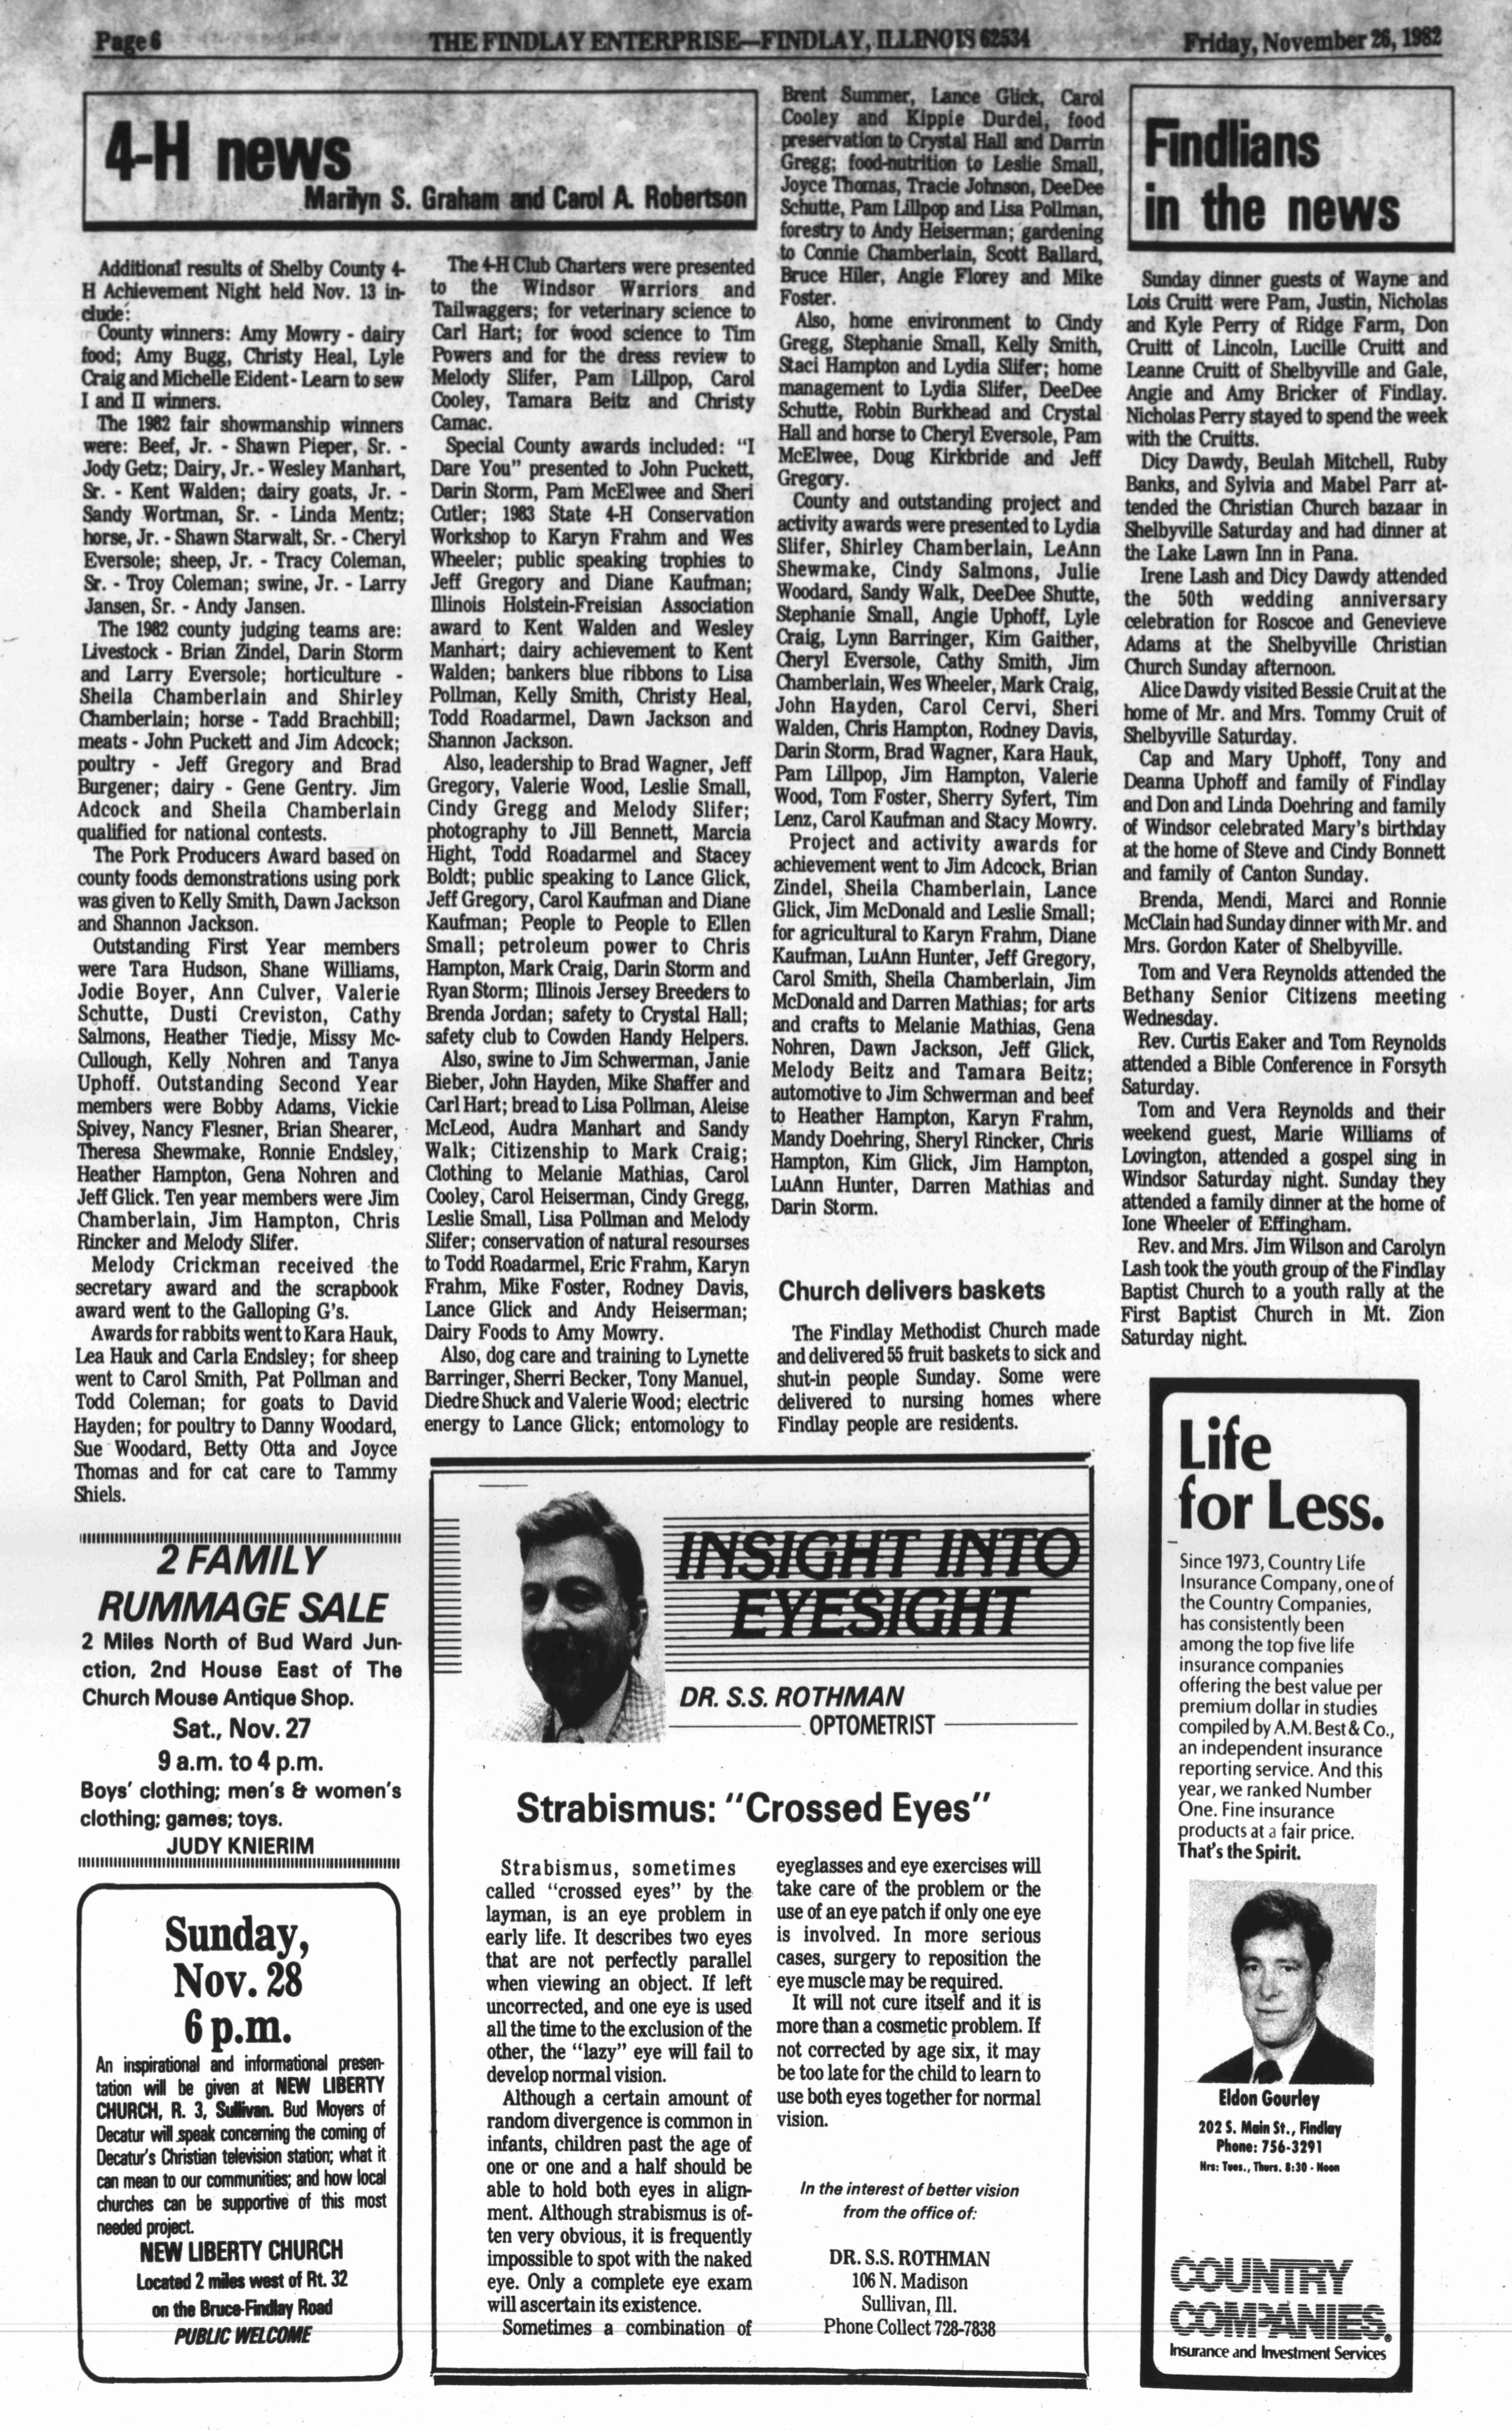 Page 6
THE FINDLAY ENTERPRISE—FINDLAY, ILLINOIS 62534
Friday, November 26, 1982
4-H news
Marilyn S. Graham and Carol A. Robertson
Additional results of Shelby County 4-
H Achievement Night held Nov. 13 in-
clude:
County winners: Amy Mowry - dairy
food; Amy Bugg, Christy Heal, Lyle
Craig and Michelle Eident - Learn to sew
I and II winners.
The 1982 fair showmanship winners
were: Beef, Jr. - Shawn Pieper, Sr. -
Jody Getz; Dairy, Jr. - Wesley Manhart,
Sr. - Kent Walden; dairy goats, Jr. -
Sandy Wortman, Sr. - Linda Mentz;
horse, Jr. - Shawn Starwalt, Sr. - Cheryl
Eversole; sheep, Jr. - Tracy Coleman,
Sr. - Troy Coleman; swine, Jr. - Larry
Jansen, Sr. - Andy Jansen.
The 1982 county judging teams are:
Livestock - Brian Zindel, Darin Storm
and Larry Eversole; horticulture -
Sheila Chamberlain and Shirley
Chamberlain; horse - Tadd Brachbill;
meats - John Puckett and Jim Adcock;
poultry - Jeff Gregory and Brad
Burgener; dairy - Gene Gentry. Jim
Adcock and Sheila Chamberlain
qualified for national contests.
The Pork Producers Award based on
county foods demonstrations using pork
was given to Kelly Smith, Dawn Jackson
and Shannon Jackson.
Outstanding First Year members
were Tara Hudson, Shane Williams,
Jodie Boyer, Ann Culver, Valerie
Schutte, Dusti Creviston, Cathy
Salmons, Heather Tiedje, Missy Mc-
Cullough, Kelly Nohren and Tanya
Uphoff. Outstanding Second Year
members were Bobby Adams, Vickie
Spivey, Nancy Flesner, Brian Shearer,
Theresa Shewmake, Ronnie Endsley,
Heather Hampton, Gena Nohren and
Jeff Glick. Ten year members were Jim
Chamberlain, Jim Hampton, Chris
Rincker and Melody Slifer.
Melody Crickman received the
secretary award and the scrapbook
award went to the Galloping G's.
Awards for rabbits went to Kara Hauk,
Lea Hauk and Carla Endsley; for sheep
went to Carol Smith, Pat Pollman and
Todd Coleman; for goats to David
Hayden; for poultry to Danny Woodard,
Sue Woodard, Betty Otta and Joyce
Thomas and for cat care to Tammy
Shiels.
The 4-H Club Charters were presented
to the Windsor Warriors and
Tailwaggers; for veterinary science to
Carl Hart; for wood science to Tim
Powers and for the dress review to
Melody Slifer, Pam Lillpop, Carol
Cooley, Tamara Beitz and Christy
Camac.
Special County awards included: "I
Dare You" presented to John Puckett,
Darin Storm, Pam McElwee and Sheri
Cutler; 1983 State 4-H Conservation
Workshop to Karyn Frahm and Wes
Wheeler; public speaking trophies to
Jeff Gregory and Diane Kaufman;
Illinois Holstein-Freisian Association
award to Kent Walden and Wesley
Manhart; dairy achievement to Kent
Walden; bankers blue ribbons to Lisa
Pollman, Kelly Smith, Christy Heal,
Todd Roadarmel, Dawn Jackson and
Shannon Jackson.
Also, leadership to Brad Wagner, Jeff
Gregory, Valerie Wood, Leslie Small,
Cindy Gregg and Melody Slifer;
photography to Jill Bennett, Marcia
Hight, Todd Roadarmel and Stacey
Boldt; public speaking to Lance Glick,
Jeff Gregory, Carol Kaufman and Diane
Kaufman; People to People to Ellen
Small; petroleum power to Chris
Hampton, Mark Craig, Darin Storm and
Ryan Storm; Illinois Jersey Breeders to
Brenda Jordan; safety to Crystal Hall;
safety club to Cowden Handy Helpers.
Also, swine to Jim Schwerman, Janie
Bieber, John Hayden, Mike Shaffer and
Carl Hart; bread to Lisa Pollman, Aleise
McLeod, Audra Manhart and Sandy
Walk; Citizenship to Mark Craig;
Clothing to Melanie Mathias, Carol
Cooley, Carol Heiserman, Cindy Gregg,
Leslie Small, Lisa Pollman and Melody
Slifer; conservation of natural resourses
to Todd Roadarmel, Eric Frahm, Karyn
Frahm, Mike Foster, Rodney Davis,
Lance Glick and Andy Heiserman;
Dairy Foods to Amy Mowry.
Also, dog care and training to Lynette
Barringer, Sherri Becker, Tony Manuel,
Diedre Shuck and Valerie Wood; electric
energy to Lance Glick; entomology to
Brent Summer, Lance Glick, Carol
Cooley and Kippie Durdel, food
preservation to Crystal Hall and Darrin
Gregg; food-nutrition to Leslie Small,
Joyce Thomas, Tracie Johnson, DeeDee
Schutte, Pam Lillpop and Lisa Pollman,
forestry to Andy Heiserman; gardening
to Connie Chamberlain, Scott Ballard,
Bruce Hiler, Angie Florey and Mike
Foster.
Also, home environment to Cindy
Gregg, Stephanie Small, Kelly Smith,
Staci Hampton and Lydia Slifer; home
management to Lydia Slifer, DeeDee
Schutte, Robin Burkhead and Crystal
Hall and horse to Cheryl Eversole, Pam
McElwee, Doug Kirkbride and Jeff
Gregory.
County and outstanding project and
activity awards were presented to Lydia
Slifer, Shirley Chamberlain, LeAnn
Shewmake, Cindy Salmons, Julie
Woodard, Sandy Walk, DeeDee Shutte,
Stephanie Small, Angie Uphoff, Lyle
Craig, Lynn Barringer, Kim Gaither,
Cheryl Eversole, Cathy Smith, Jim
Chamberlain, Wes Wheeler, Mark Craig,
John Hayden, Carol Cervi, Sheri
Walden, Chris Hampton, Rodney Davis,
Darin Storm, Brad Wagner, Kara Hauk,
Pam Lillpop, Jim Hampton, Valerie
Wood, Tom Foster, Sherry Syfert, Tim
Lenz, Carol Kaufman and Stacy Mowry.
Project and activity awards for
achievement went to Jim Adcock, Brian
Zindel, Sheila Chamberlain, Lance
Glick, Jim McDonald and Leslie Small;
for agricultural to Karyn Frahm, Diane
Kaufman, LuAnn Hunter, Jeff Gregory,
Carol Smith, Sheila Chamberlain, Jim
McDonald and Darren Mathias; for arts
and crafts to Melanie Mathias, Gena
Nohren, Dawn Jackson, Jeff Glick,
Melody Beitz and Tamara Beitz;
automotive to Jim Schwerman and beef
to Heather Hampton, Karyn Frahm,
Mandy Doehring, Sheryl Rincker, Chris
Hampton, Kim Glick, Jim Hampton,
LuAnn Hunter, Darren Mathias and
Darin Storm.
Church delivers baskets
The Findlay Methodist Church made
and delivered 55 fruit baskets to sick and
shut-in people Sunday. Some were
delivered to nursing homes where
Findlay people are residents.
Findlians
in the news
Sunday dinner guests of Wayne and
Lois Cruitt were Pam, Justin, Nicholas
and Kyle Perry of Ridge Farm, Don
Cruitt of Lincoln, Lucille Cruitt and
Leanne Cruitt of Shelbyville and Gale,
Angie and Amy Bricker of Findlay.
Nicholas Perry stayed to spend the week
with the Cruitts.
Dicy Dawdy, Beulah Mitchell, Ruby
Banks, and Sylvia and Mabel Parr at-
tended the Christian Church bazaar in
Shelbyville Saturday and had dinner at
the Lake Lawn Inn in Pana.
Irene Lash and Dicy Dawdy attended
the 50th wedding anniversary
celebration for Roscoe and Genevieve
Adams at the Shelbyville Christian
Church Sunday afternoon.
Alice Dawdy visited Bessie Cruit at the
home of Mr. and Mrs. Tommy Cruit of
Shelbyville Saturday.
Cap and Mary Uphoff, Tony and
Deanna Uphoff and family of Findlay
and Don and Linda Doehring and family
of Windsor celebrated Mary's birthday
at the home of Steve and Cindy Bonnett
and family of Canton Sunday.
Brenda, Mendi, Marci and Ronnie
McClain had Sunday dinner with Mr. and
Mrs. Gordon Kater of Shelbyville.
Tom and Vera Reynolds attended the
Bethany Senior Citizens meeting
Wednesday.
Rev. Curtis Eaker and Tom Reynolds
attended a Bible Conference in Forsyth
Saturday.
Tom and Vera Reynolds and their
weekend guest, Marie Williams of
Lovington, attended a gospel sing in
Windsor Saturday night. Sunday they
attended a family dinner at the home of
Ione Wheeler of Effingham.
Rev. and Mrs. Jim Wilson and Carolyn
Lash took the youth group of the Findlay
Baptist Church to a youth rally at the
First Baptist Church in Mt. Zion
Saturday night.
2 FAMILY
RUMMAGE SALE
2 Miles North of Bud Ward Jun-
ction, 2nd House East of The
Church Mouse Antique Shop.
Sat., Nov. 27
9 a.m. to 4 p.m.
Boys' clothing; men's & women's
clothing; games; toys.
JUDY KNIERIM
Sunday,
Nov. 28
6 p.m.
An inspirational and informational presen-
tation will be given at NEW LIBERTY
CHURCH, R. 3, Sullivan. Bud Moyers of
Decatur will speak concerning the coming of
Decatur's Christian television station; what it
can mean to our communities; and how local
churches can be supportive of this most
needed project.
NEW LIBERTY CHURCH
Located 2 miles west of Rt. 32
on the Bruce-Findlay Road
PUBLIC WELCOME
INSIGHT INTO
EYESIGHT
DR. S.S. ROTHMAN
OPTOMETRIST
Strabismus: "Crossed Eyes"
Strabismus, sometimes
called "crossed eyes" by the
layman, is an eye problem in
early life. It describes two eyes
that are not perfectly parallel
when viewing an object. If left
uncorrected, and one eye is used
all the time to the exclusion of the
other, the "lazy" eye will fail to
develop normal vision.
Although a certain amount of
random divergence is common in
infants, children past the age of
one or one and a half should be
able to hold both eyes in align-
ment. Although strabismus is of-
ten very obvious, it is frequently
impossible to spot with the naked
eye. Only a complete eye exam
will ascertain its existence.
Sometimes a combination of
eyeglasses and eye exercises will
take care of the problem or the
use of an eye patch if only one eye
is involved. In more serious
cases, surgery to reposition the
eye muscle may be required.
It will not cure itself and it is
more than a cosmetic problem. If
not corrected by age six, it may
be too late for the child to learn to
use both eyes together for normal
vision.
In the interest of better vision
from the office of:
DR. S.S. ROTHMAN
106 N. Madison
Sullivan, Ill.
Phone Collect 728-7838
Life
for Less.
Since 1973, Country Life
Insurance Company, one of
the Country Companies,
has consistently been
among the top five life
insurance companies
offering the best value per
premium dollar in studies
compiled by A.M. Best & Co.,
an independent insurance
reporting service. And this
year, we ranked Number
One. Fine insurance
products at a fair price.
That's the Spirit.
Eldon Gourley
202 S. Main St., Findlay
Phone: 756-3291
Hrs: Tues., Thurs. 8:30 - Noon
COUNTRY
COMPANIES®
Insurance and Investment Services